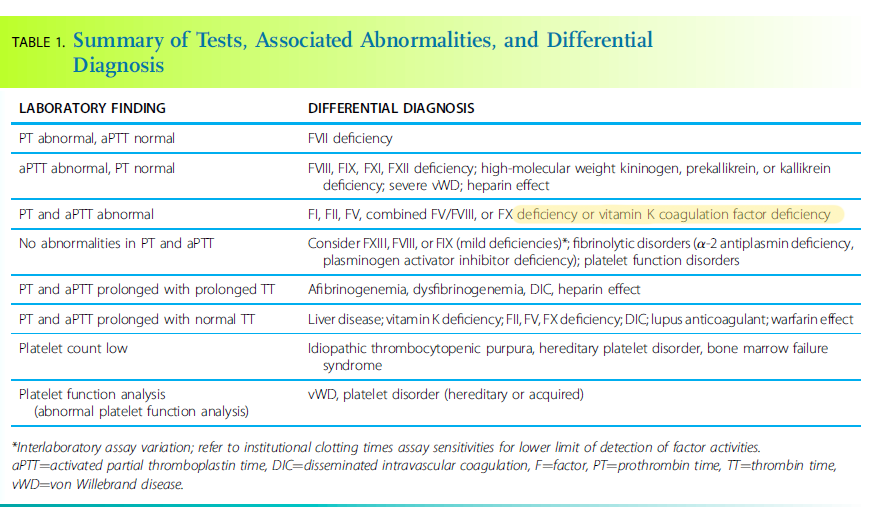 TABLE 1. Summary of Tests, Associated Abnormalities, and Differential
Diagnosis
LABORATORY FINDING DIFFERENTIAL DIAGNOSIS
PT abnormal, aPTT normal FVII deficiency
aPTT abnormal, PT normal FVIII, FIX, FXI, FXII deficiency; high-molecular weight kininogen, prekallikrein, or kallikrein
deficiency; severe vWD; heparin effect
PT and aPTT abnormal FI, FII, FV, combined FV/FVIII, or FX deficiency or vitamin K coagulation factor deficiency
No abnormalities in PT and aPTT Consider FXIII, FVIII, or FIX (mild deficiencies)*; fibrinolytic disorders (α-2 antiplasmin deficiency,
plasminogen activator inhibitor deficiency); platelet function disorders
PT and aPTT prolonged with prolonged TT Afibrinogenemia, dysfibrinogenemia, DIC, heparin effect
PT and aPTT prolonged with normal TT Liver disease; vitamin K deficiency; FII, FV, FX deficiency; DIC; lupus anticoagulant; warfarin effect
Platelet count low Idiopathic thrombocytopenic purpura, hereditary platelet disorder, bone marrow failure
syndrome
Platelet function analysis vWD, platelet disorder (hereditary or acquired)
(abnormal platelet function analysis)
*Interlaboratory assay variation; refer to institutional clotting times assay sensitivities for lower limit of detection of factor activities.
aPTT=activated partial thromboplastin time, DIC=disseminated intravascular coagulation, F=factor, PT=prothrombin time, TT=thrombin time,
vWD=von Willebrand disease.